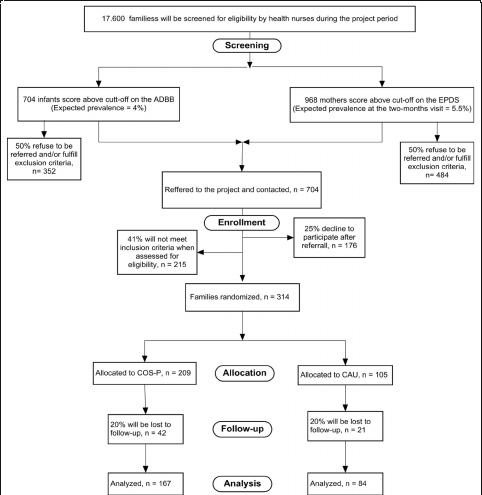 17.600 familiess will be screened for eligibility by health nurses during the project period
Screening
704 infants score above cutt-off on the ADBB
(Expected prevalence = 4%)
968 mothers score above cut-off on the EPDS
(Expected prevalence at the two-months visit = 5.5%)
50% refuse to be
referred and/or fulfill
exclusion criteria,
n= 352
50% refuse to be
referred and/or fulfill
exclusion criteria,
n= 484
Reffered to the project and contacted, n = 704
Enrollment
41% will not meet
inclusion criteria when
assessed for
eligibility, n = 215
25% decline to
participate after
referrall, n = 176
Families randomized, n = 314
Allocated to COS-P, n = 209
Allocation
Allocated to CAU, n = 105
20% will be lost to
follow-up, n = 42
Follow-up
20% will be lost to
follow-up, n = 21
Analyzed, n = 167
Analysis
Analyzed, n = 84